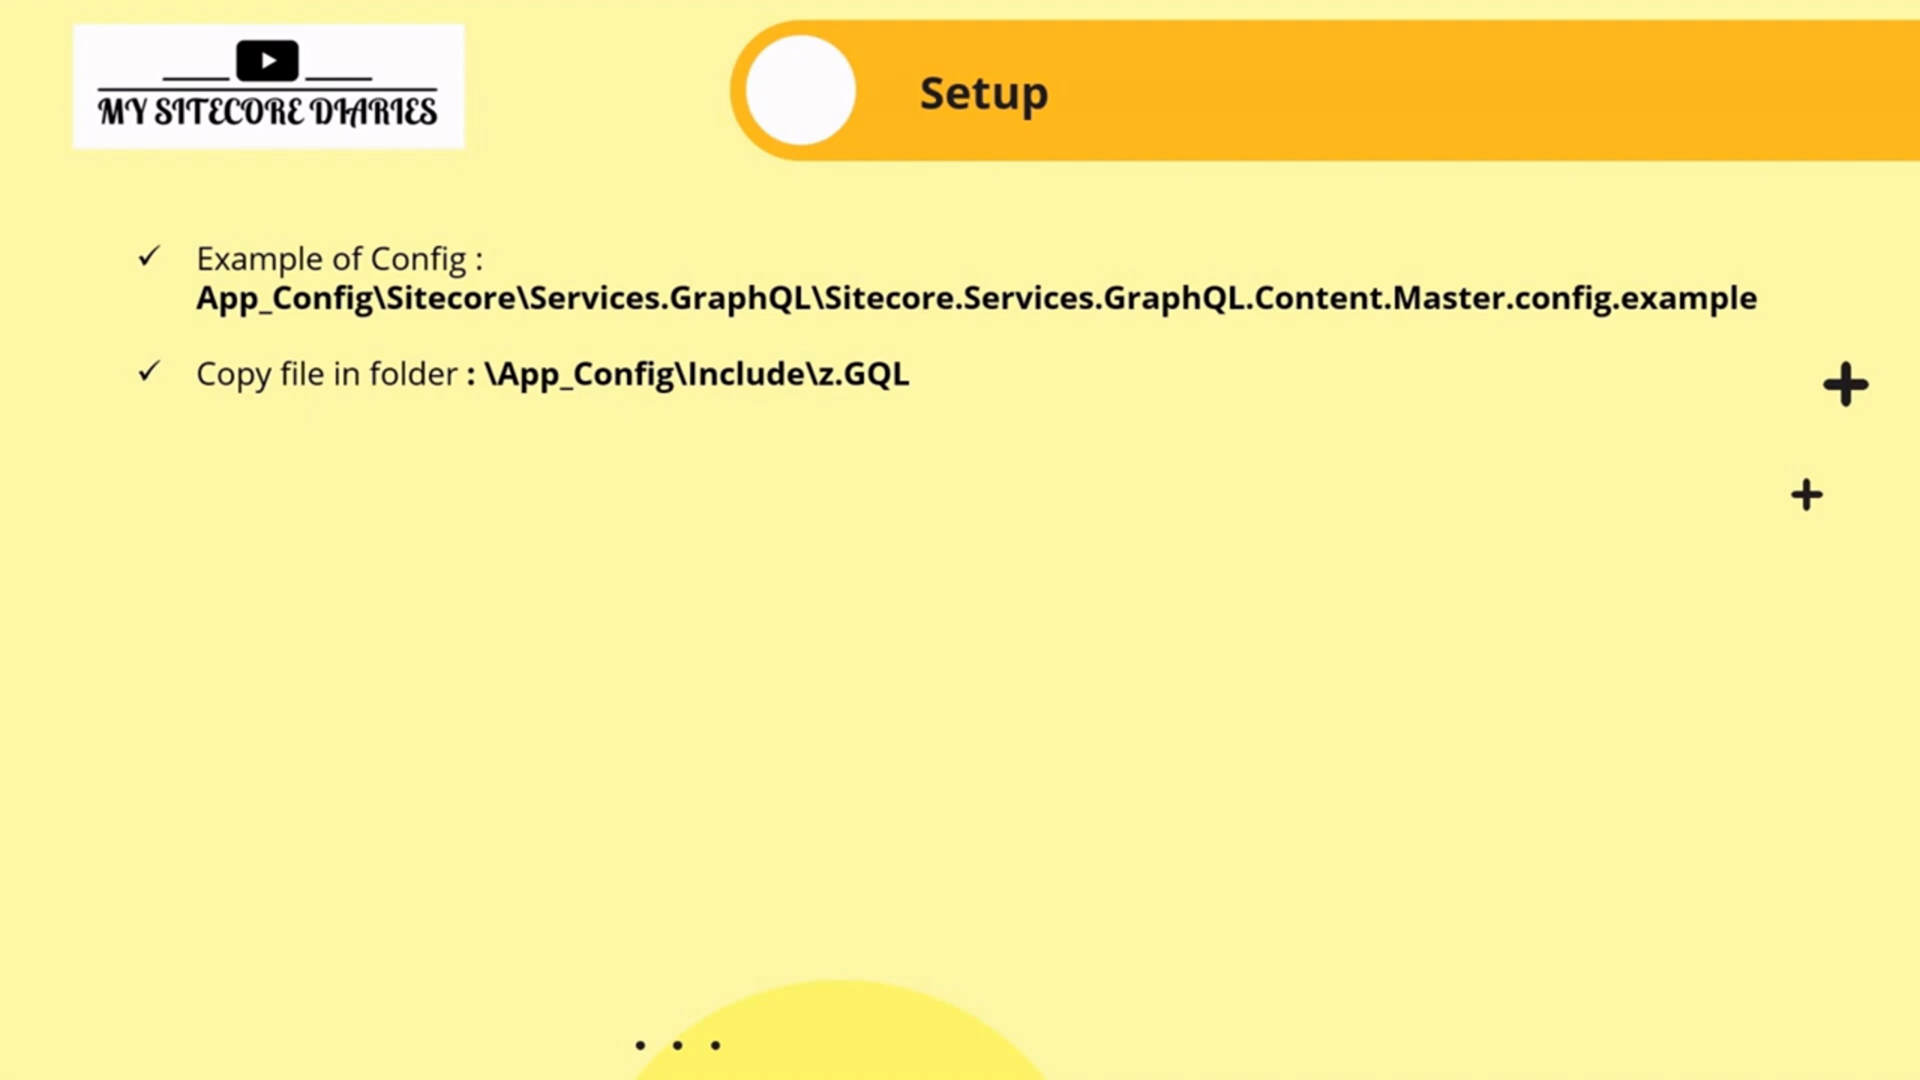 MY SITECORE DIARIES
Setup
✓ Example of Config :
App_Config\Sitecore\Services.GraphQL\Sitecore.Services.GraphQL.Content.Master.config.example
✓ Copy file in folder : \App_Config\Include\z.GQL